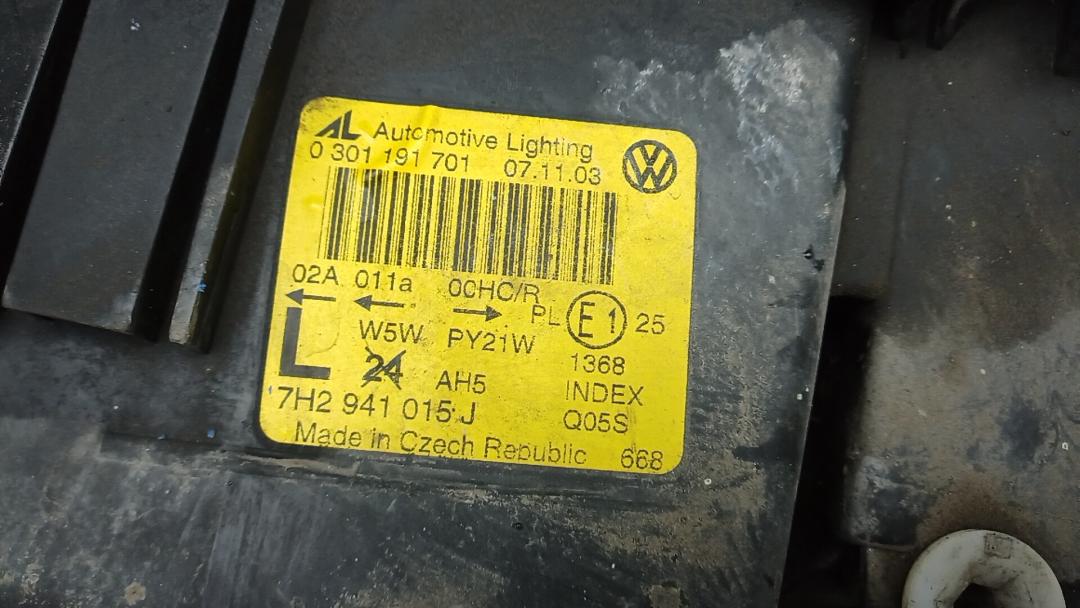 AL Automotive Lighting
0 301 191 701 07.11.03
02A 011a 00HC/R
PL E1 25
W5W PY21W 1368
L 24 AH5 INDEX
7H2 941 015 J Q05S
Made in Czech Republic 668